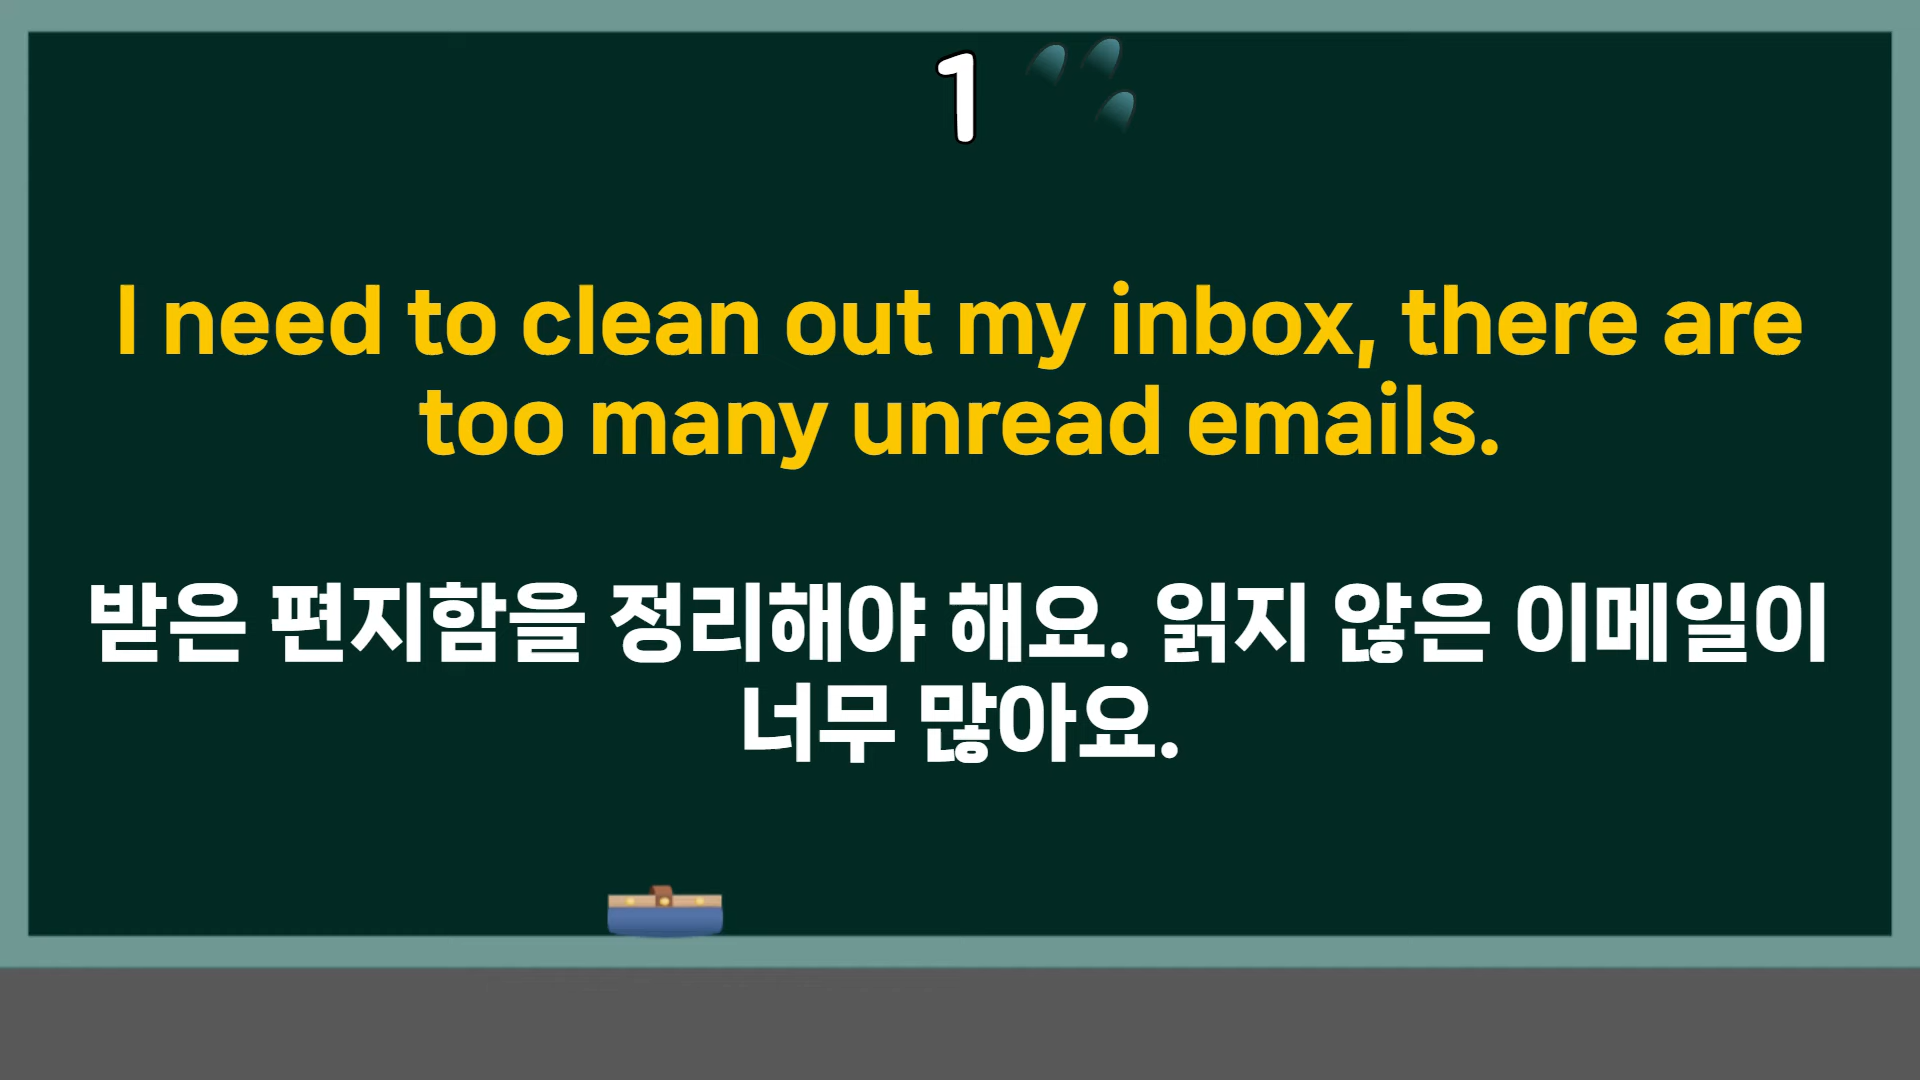 1
I need to clean out my inbox, there are
too many unread emails.
받은 편지함을 정리해야 해요. 읽지 않은 이메일이
너무 많아요.